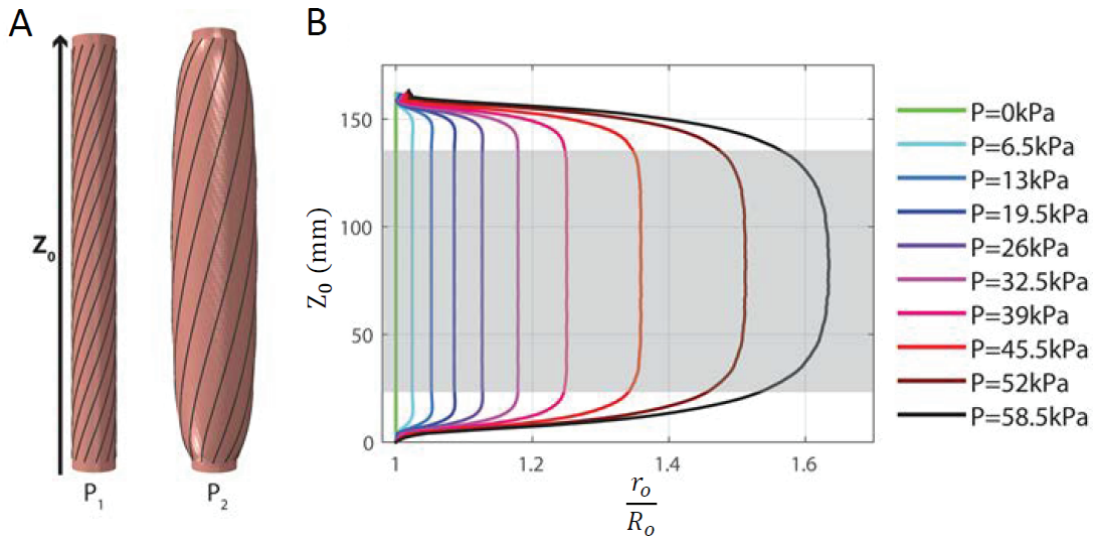 A
Z₀
P₁
P₂
B
Z₀ (mm)
150
100
50
0
1
1.2
1.4
1.6
rₒ
Rₒ
P=0kPa
P=6.5kPa
P=13kPa
P=19.5kPa
P=26kPa
P=32.5kPa
P=39kPa
P=45.5kPa
P=52kPa
P=58.5kPa